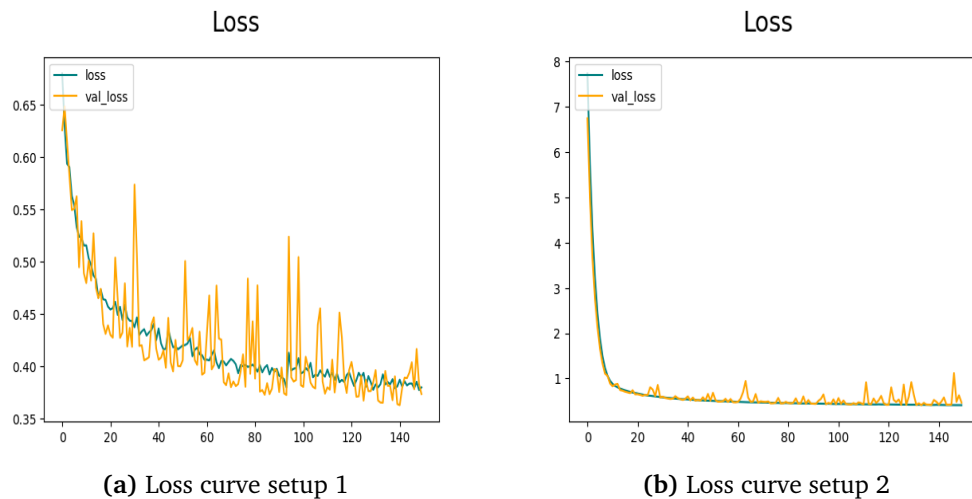 Loss
loss
val_loss
0.65
0.60
0.55
0.50
0.45
0.40
0.35
0 20 40 60 80 100 120 140
(a) Loss curve setup 1
Loss
loss
val_loss
8
7
6
5
4
3
2
1
0 20 40 60 80 100 120 140
(b) Loss curve setup 2